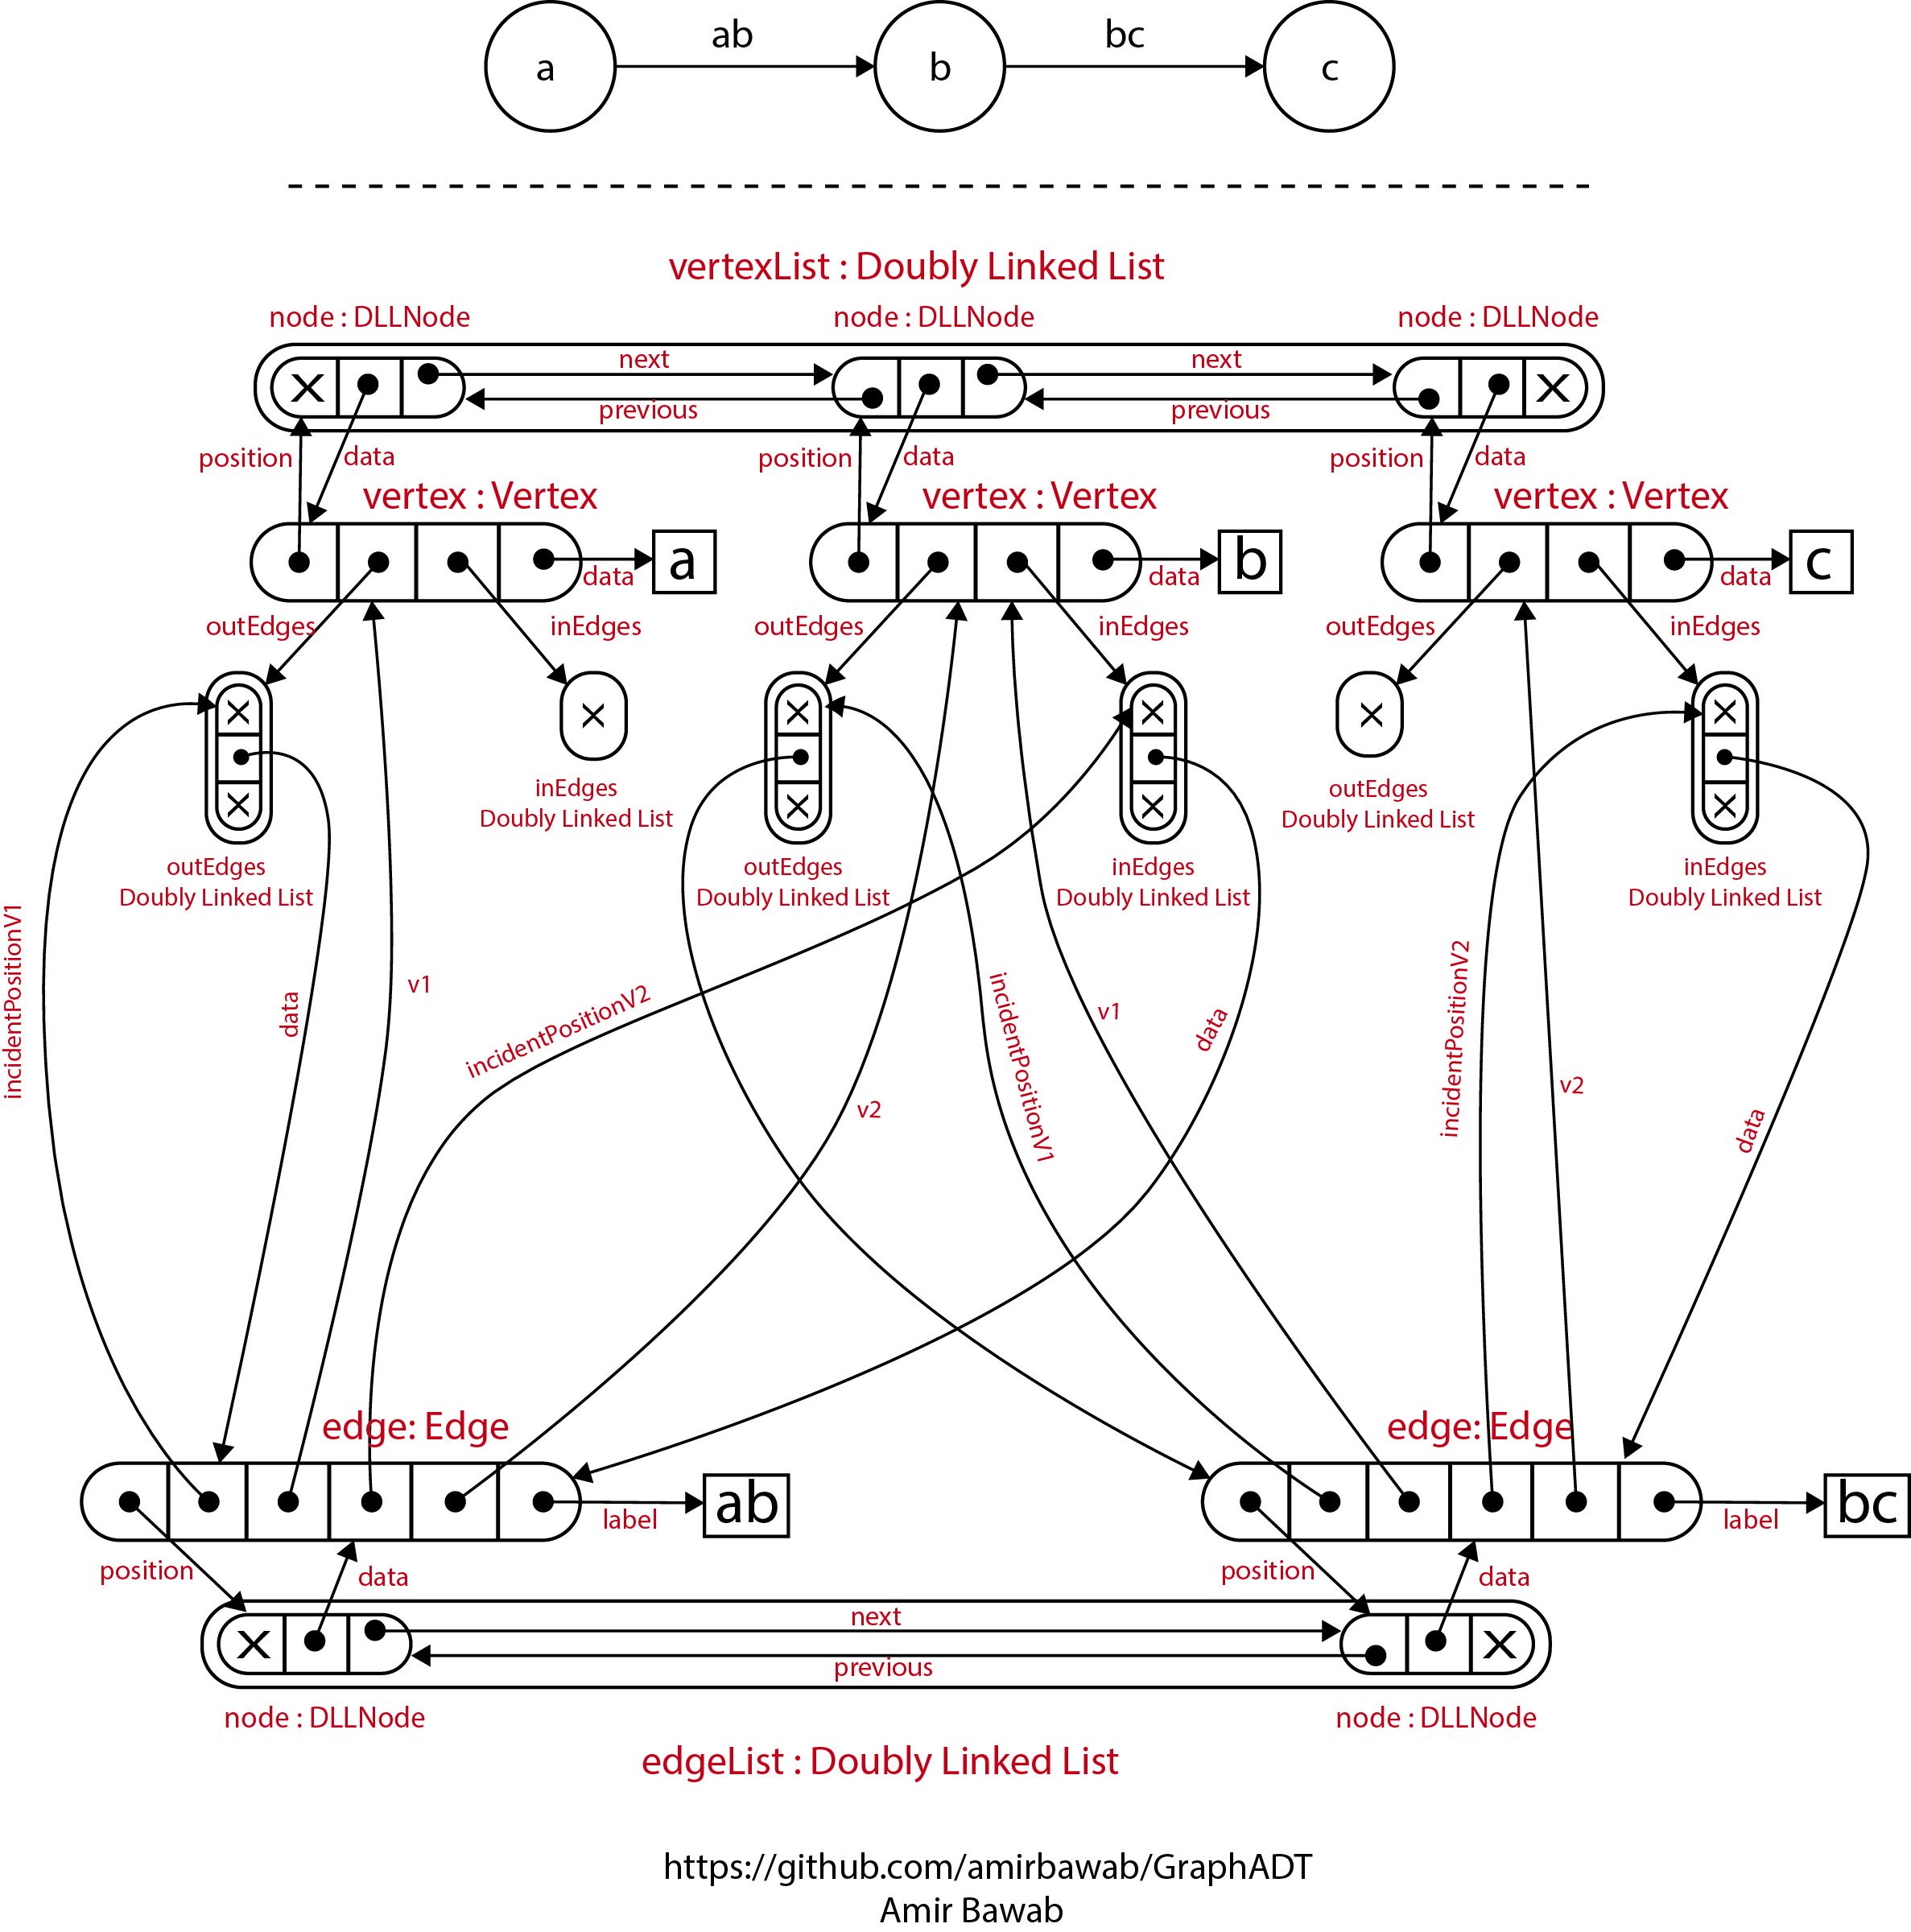 ab bc
a b c
vertexList : Doubly Linked List
node : DLLNode node : DLLNode node : DLLNode
next next
X X
previous previous
position data position data position data
vertex : Vertex vertex : Vertex vertex : Vertex
a b c
data data data
outEdges inEdges outEdges inEdges outEdges inEdges
X X X X
X X
X X X X
inEdges outEdges
Doubly Linked List Doubly Linked List
outEdges outEdges inEdges inEdges
Doubly Linked List Doubly Linked List Doubly Linked List Doubly Linked List
incidentPositionV1
data
v1
incidentPositionV2
v2
incidentPositionV1
v1
data
incidentPositionV2
v2
data
edge: Edge edge: Edge
ab bc
label label
position data position data
next
X X
previous
node : DLLNode node : DLLNode
edgeList : Doubly Linked List
https://github.com/amirbawab/GraphADT
Amir Bawab